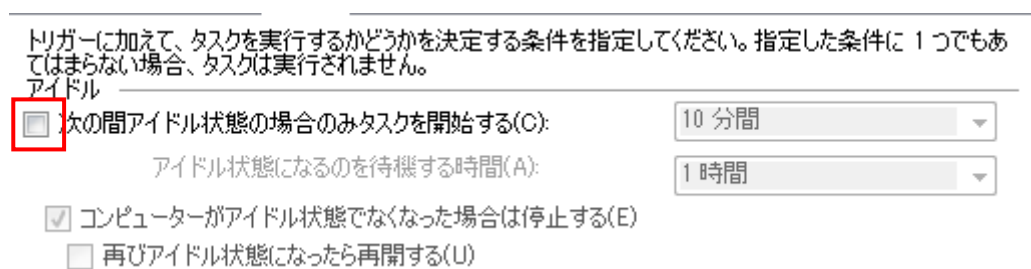 トリガーに加えて、タスクを実行するかどうかを決定する条件を指定してください。指定した条件に 1 つでもあ
てはまらない場合、タスクは実行されません。
アイドル
次の間アイドル状態の場合のみタスクを開始する(C): 10 分間
アイドル状態になるのを待機する時間(A): 1 時間
コンピューターがアイドル状態でなくなった場合は停止する(E)
再びアイドル状態になったら再開する(U)